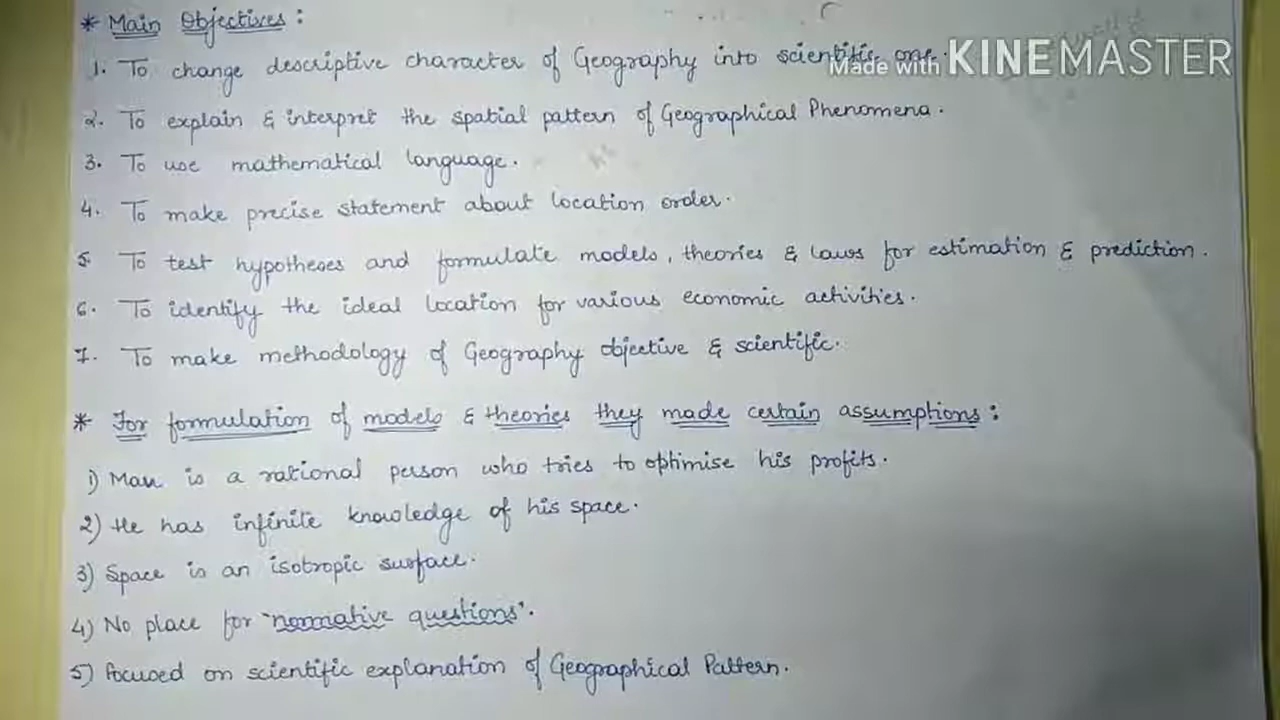 * Main Objectives :
1. To change descriptive character of Geography into scientific one.
Made with KINEMASTER
2. To explain & interpret the spatial pattern of Geographical Phenomena.
3. To use mathematical language.
4. To make precise statement about location order.
5. To test hypotheses and formulate models, theories & laws for estimation & prediction.
6. To identify the ideal location for various economic activities.
7. To make methodology of Geography objective & scientific.
* For formulation of models & theories they made certain assumptions :
1) Man is a rational person who tries to optimise his profits.
2) He has infinite knowledge of his space.
3) Space is an isotropic surface.
4) No place for "normative questions".
5) Focused on scientific explanation of Geographical Pattern.